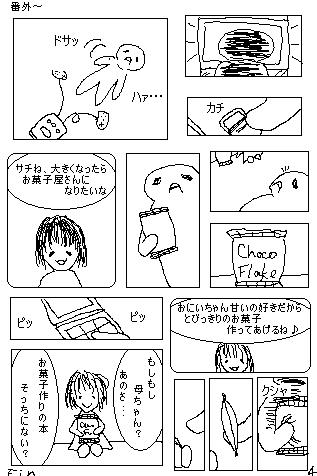 番外～
カチ
ドサッ
ハァ…
Choco
Flake
サチね、大きくなったら
お菓子屋さんに
なりたいな
おにいちゃん甘いの好きだから
とびっきりのお菓子
作ってあげるね♪
ピッ
ピッ
クシャ
もしもし
母ちゃん？
あのさ…
お菓子作りの本
そっちにない？
Choco
Fin
4